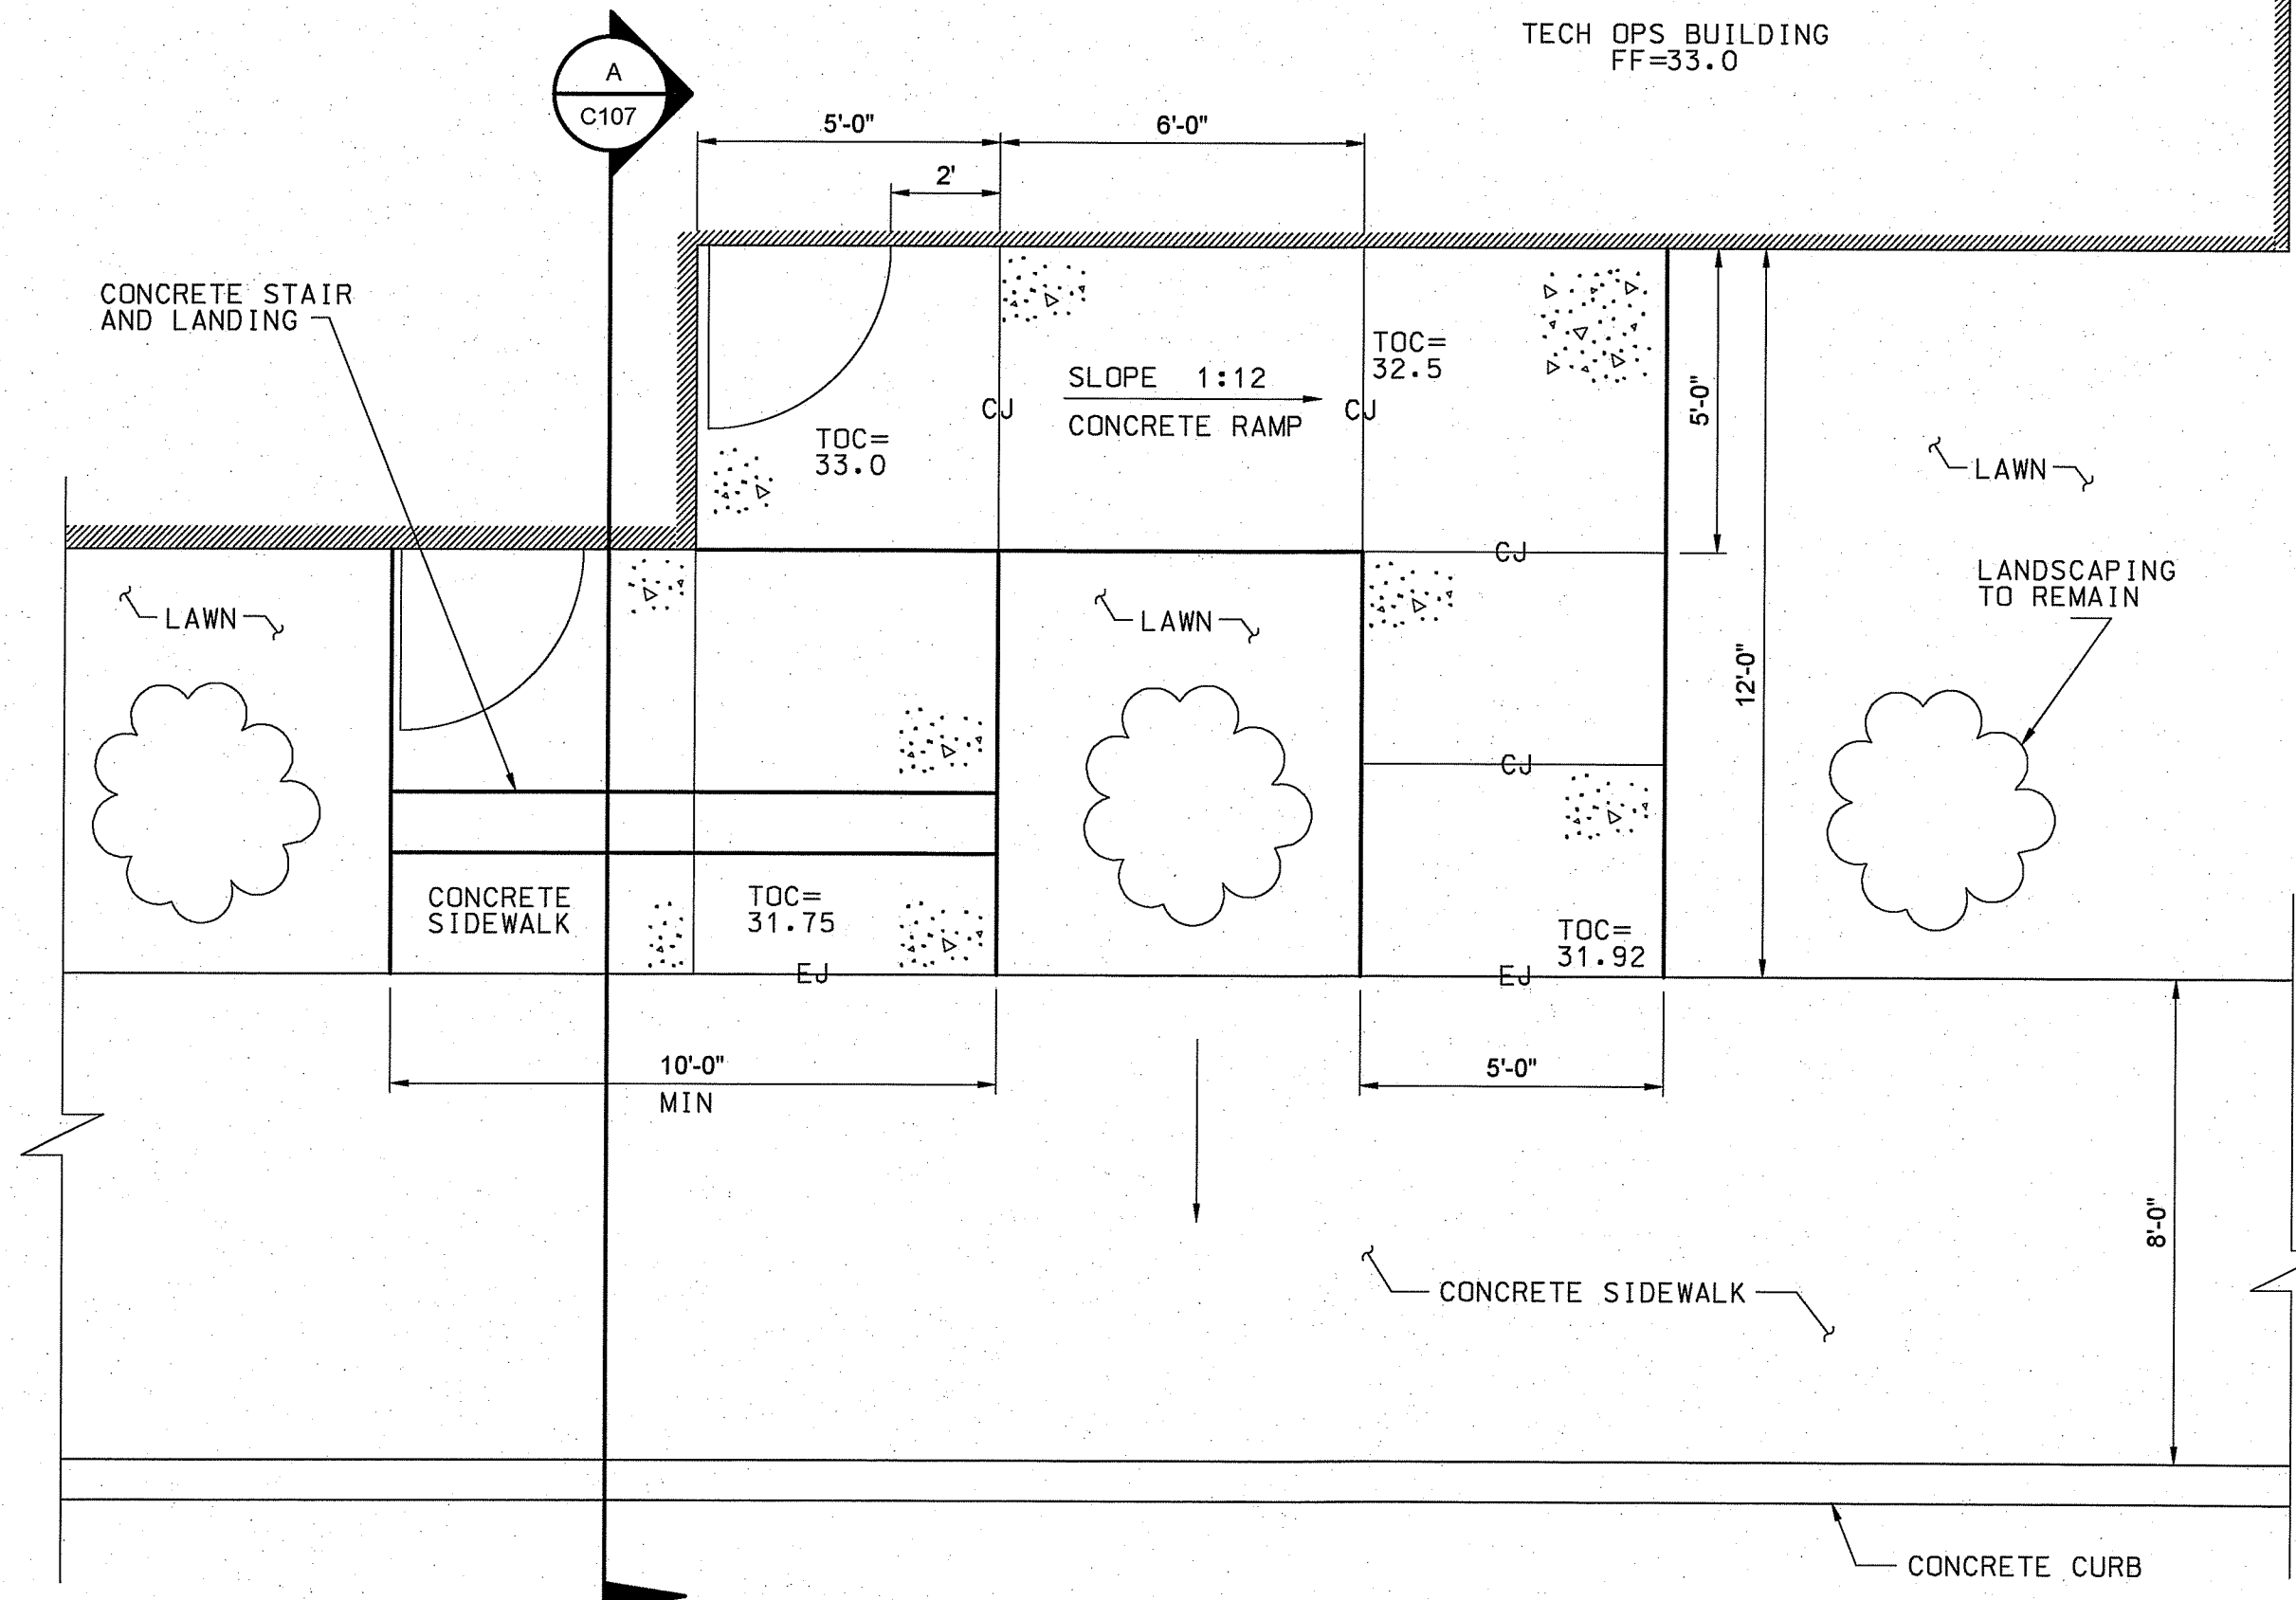 TECH OPS BUILDING
FF=33.0
A
C107
5'-0"
6'-0"
2'
CONCRETE STAIR
AND LANDING
TOC=
32.5
SLOPE 1:12
CONCRETE RAMP
CJ
CJ
5'-0"
TOC=
33.0
LAWN
CJ
LANDSCAPING
TO REMAIN
LAWN
LAWN
12'-0"
CJ
CONCRETE
SIDEWALK
TOC=
31.75
TOC=
31.92
EJ
EJ
10'-0"
MIN
5'-0"
8'-0"
CONCRETE SIDEWALK
CONCRETE CURB